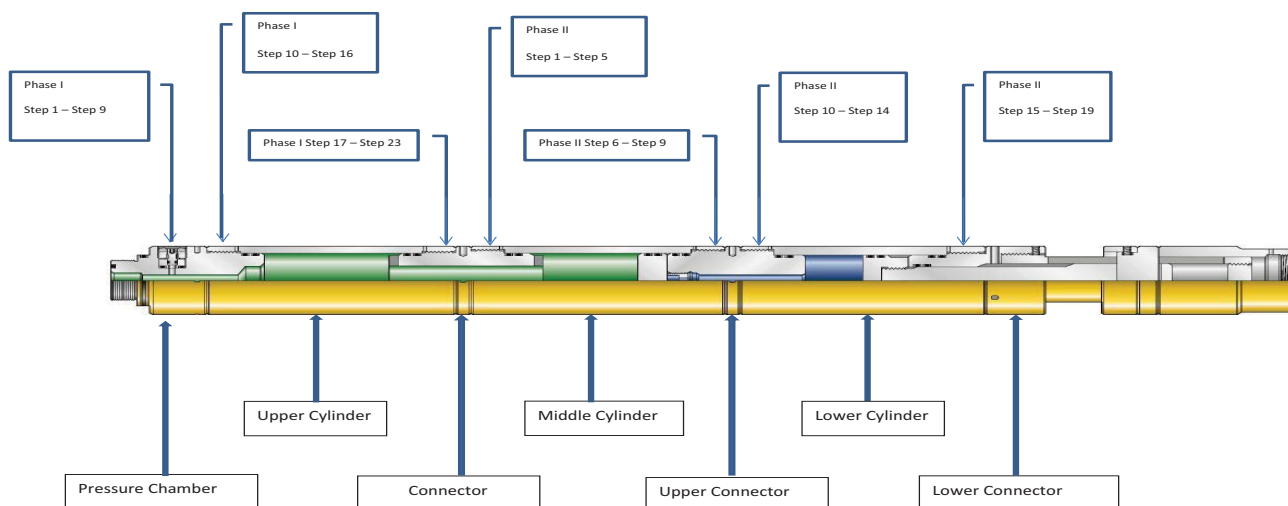 Phase I
Step 10 – Step 16
Phase II
Step 1 – Step 5
Phase I
Step 1 – Step 9
Phase II
Step 10 – Step 14
Phase II
Step 15 – Step 19
Phase I Step 17 – Step 23
Phase II Step 6 – Step 9
Upper Cylinder
Middle Cylinder
Lower Cylinder
Pressure Chamber
Connector
Upper Connector
Lower Connector